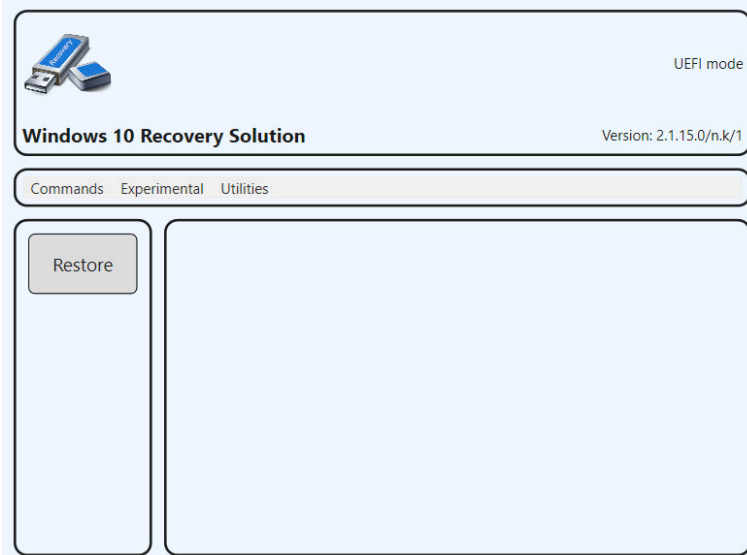 Recovery
UEFI mode
Windows 10 Recovery Solution
Version: 2.1.15.0/n.k/1
Commands Experimental Utilities
Restore